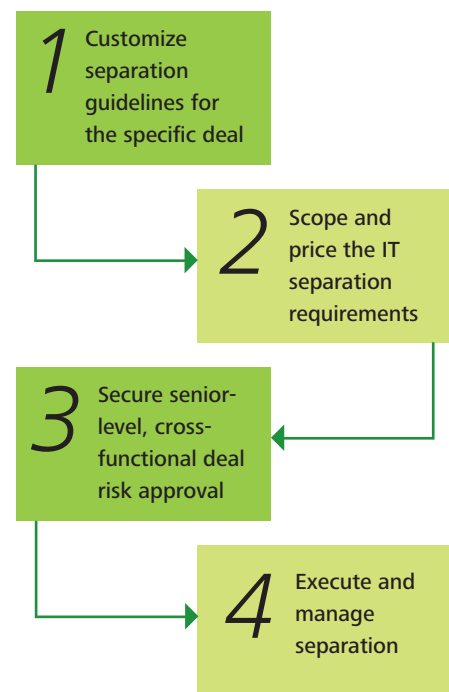 1
Customize
separation
guidelines for
the specific deal
2
Scope and
price the IT
separation
requirements
3
Secure senior-
level, cross-
functional deal
risk approval
4
Execute and
manage
separation